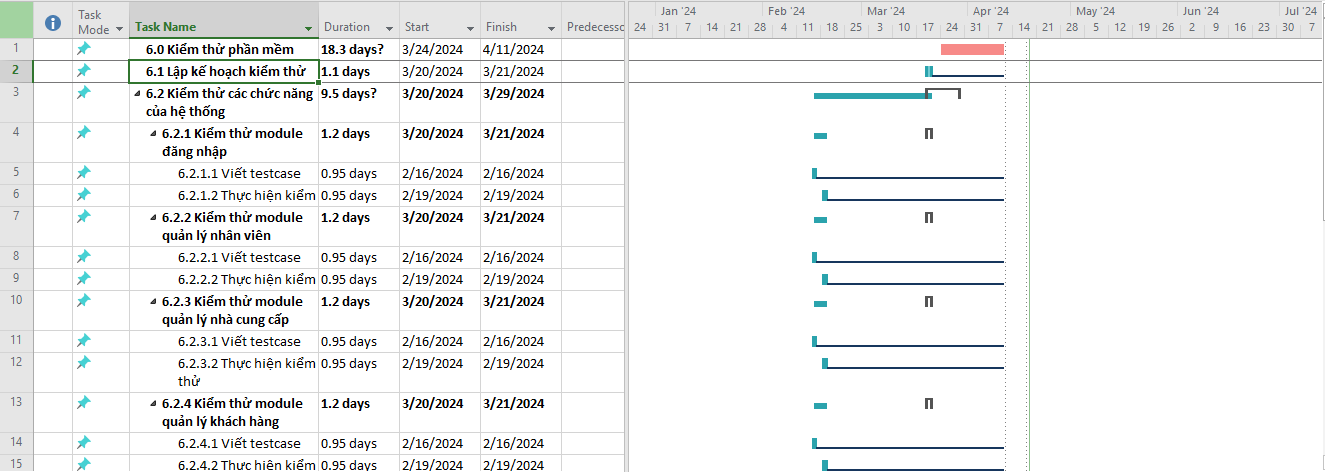 Jan '24 Feb '24 Mar '24 Apr '24 May '24 Jun '24 Jul '24
Task Mode Task Name Duration Start Finish Predecesso
24 31 7 14 21 28 4 11 18 25 3 10 17 24 31 7 14 21 28 5 12 19 26 2 9 16 23 30 7
1 6.0 Kiểm thử phần mềm 18.3 days? 3/24/2024 4/11/2024
2 6.1 Lập kế hoạch kiểm thử 1.1 days 3/20/2024 3/21/2024
3 6.2 Kiểm thử các chức năng 9.5 days? 3/20/2024 3/29/2024
của hệ thống
4 6.2.1 Kiểm thử module 1.2 days 3/20/2024 3/21/2024
đăng nhập
5 6.2.1.1 Viết testcase 0.95 days 2/16/2024 2/16/2024
6 6.2.1.2 Thực hiện kiểm 0.95 days 2/19/2024 2/19/2024
7 6.2.2 Kiểm thử module 1.2 days 3/20/2024 3/21/2024
quản lý nhân viên
8 6.2.2.1 Viết testcase 0.95 days 2/16/2024 2/16/2024
9 6.2.2.2 Thực hiện kiểm 0.95 days 2/19/2024 2/19/2024
10 6.2.3 Kiểm thử module 1.2 days 3/20/2024 3/21/2024
quản lý nhà cung cấp
11 6.2.3.1 Viết testcase 0.95 days 2/16/2024 2/16/2024
12 6.2.3.2 Thực hiện kiểm 0.95 days 2/19/2024 2/19/2024
thử
13 6.2.4 Kiểm thử module 1.2 days 3/20/2024 3/21/2024
quản lý khách hàng
14 6.2.4.1 Viết testcase 0.95 days 2/16/2024 2/16/2024
15 6.2.4.2 Thực hiện kiểm 0.95 days 2/19/2024 2/19/2024